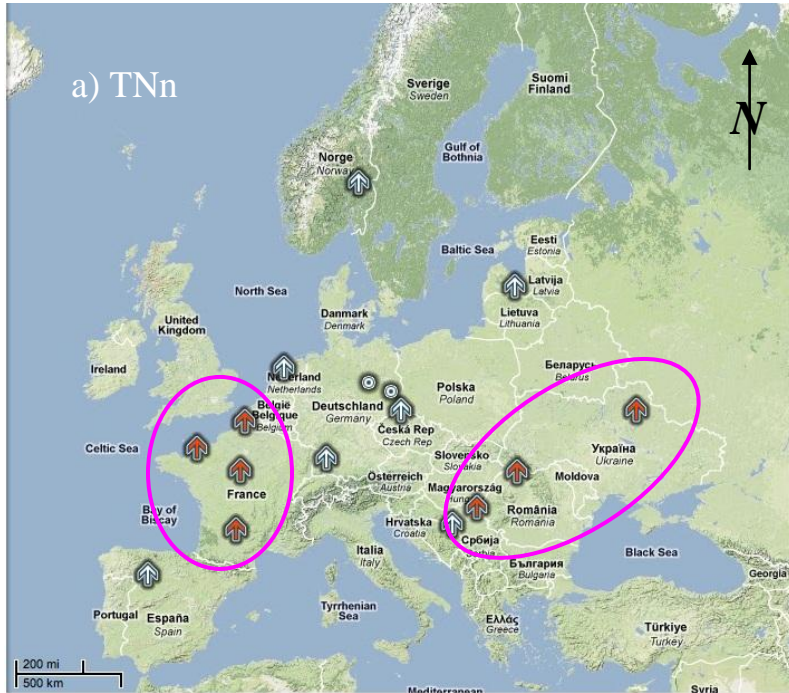 a) TNn
N
Sverige
Sweden
Suomi
Finland
Norge
Norway
Gulf of
Bothnia
Eesti
Estonia
Baltic Sea
Latvija
Latvia
North Sea
Lietuva
Lithuania
Danmark
Denmark
United
Kingdom
Ireland
Беларусь
Belarus
Nederland
Netherlands
Polska
Poland
België
Belgique
Belgium
Deutschland
Germany
Česká Rep
Czech Rep
Celtic Sea
Україна
Ukraine
Slovensko
Slovakia
Moldova
Österreich
Austria
Magyarország
France
România
Romania
Bay of
Biscay
Hrvatska
Croatia
Србија
Serbia
Italia
Italy
Black Sea
България
Bulgaria
Georgia
Portugal
España
Spain
Tyrrhenian
Sea
Ελλάς
Greece
Türkiye
Turkey
200 mi
500 km
Mediterranean
Syria